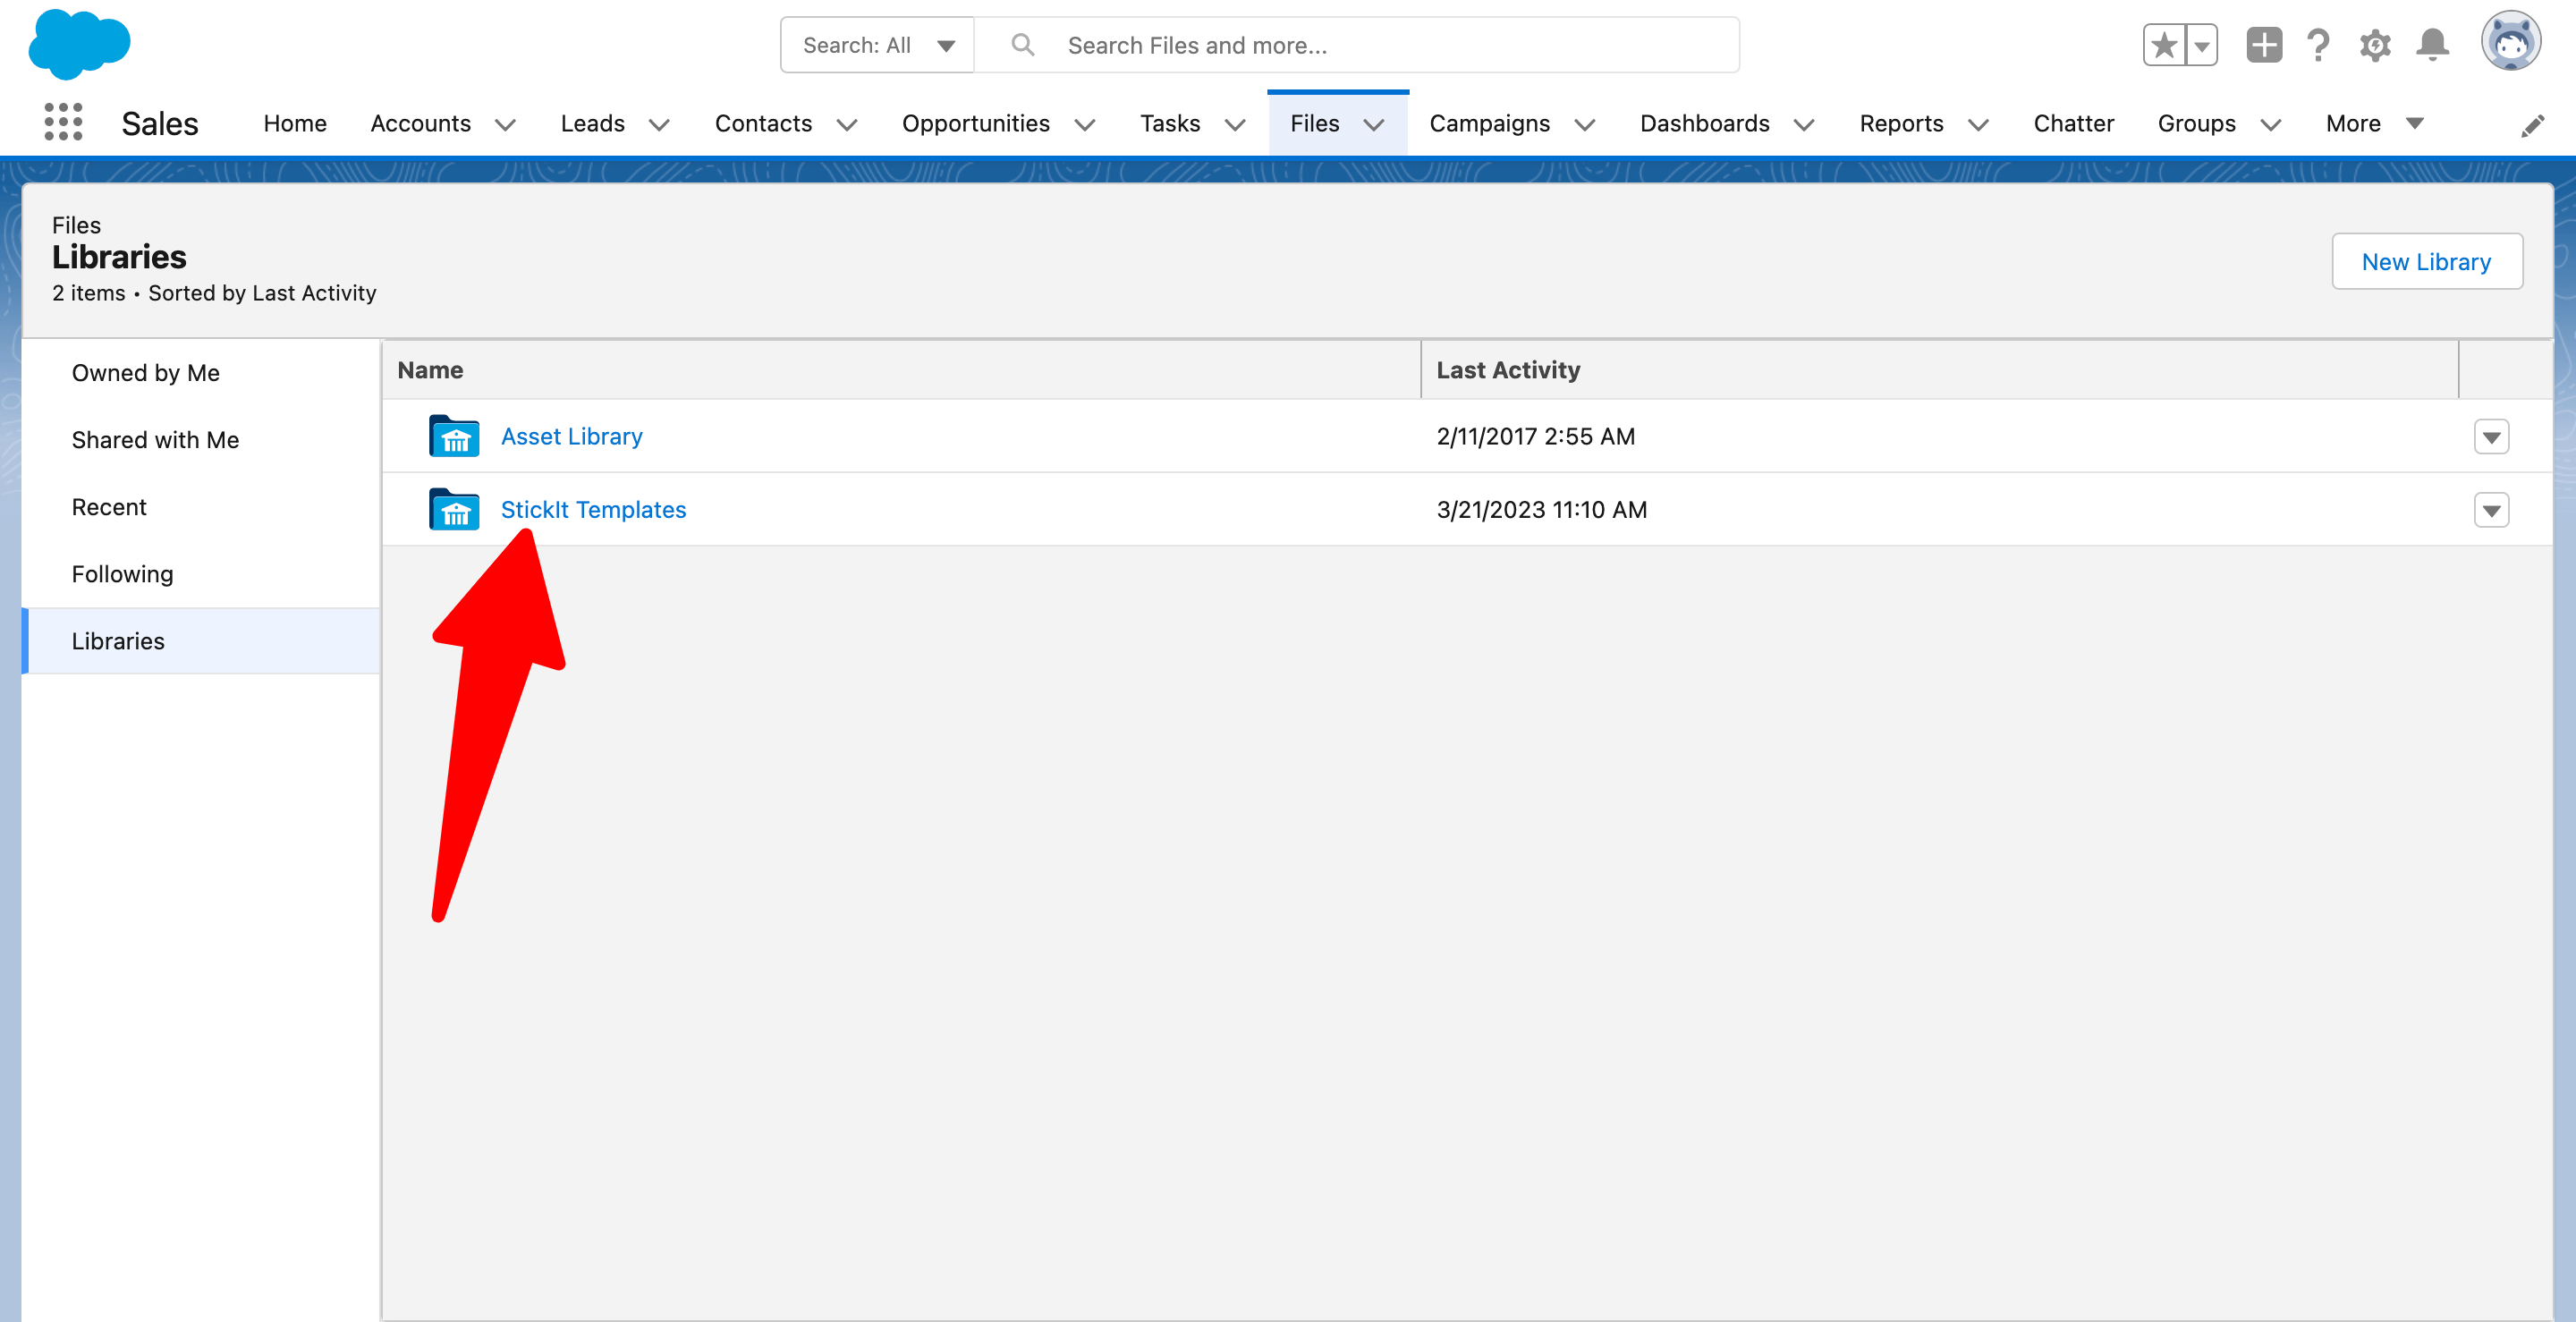 Search: All Search Files and more...
Sales Home Accounts Leads Contacts Opportunities Tasks Files Campaigns Dashboards Reports Chatter Groups More
Files
Libraries
2 items • Sorted by Last Activity
New Library
Owned by Me
Shared with Me
Recent
Following
Libraries
Name Last Activity
Asset Library 2/11/2017 2:55 AM
StickIt Templates 3/21/2023 11:10 AM